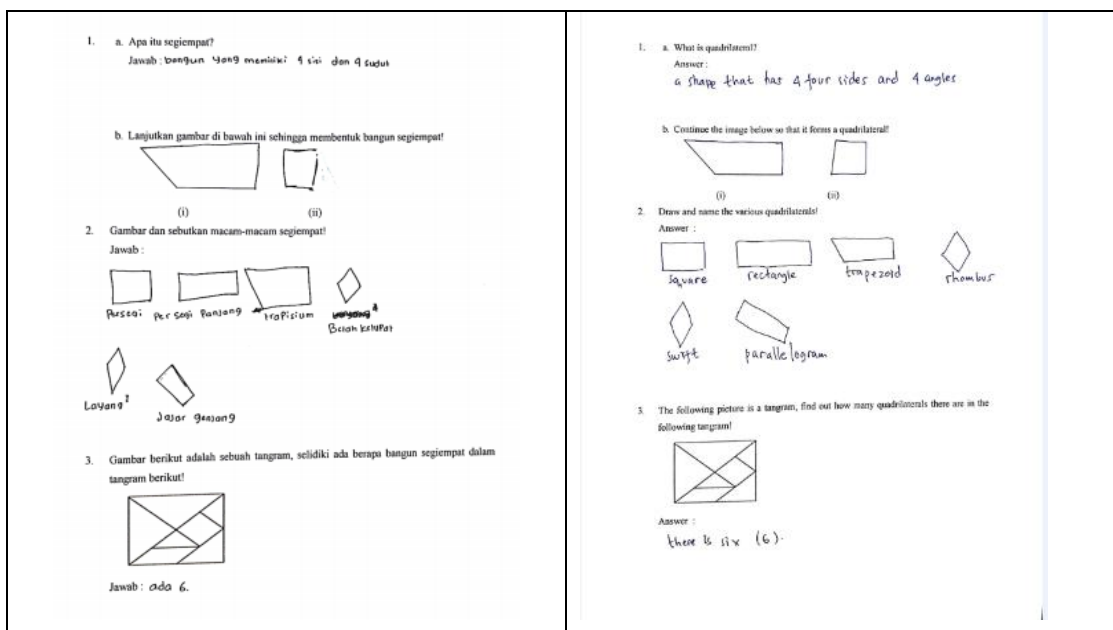 1. a. Apa itu segiempat?
Jawab : bangun yang memiliki 4 sisi dan 4 sudut
b. Lanjutkan gambar di bawah ini sehingga membentuk bangun segiempat!
(i) (ii)
2. Gambar dan sebutkan macam-macam segiempat!
Jawab :
Persegi Persegi Panjang trapisium
Belah ketupat
Layang²
Jajar genjang
3. Gambar berikut adalah sebuah tangram, selidiki ada berapa bangun segiempat dalam
tangram berikut!
Jawab : ada 6.
1. a. What is quadrilateral?
Answer :
a shape that has 4 four sides and 4 angles
b. Continue the image below so that it forms a quadrilateral!
(i) (ii)
2. Draw and name the various quadrilaterals!
Answer :
square rectangle trapezoid rhombus
swift parallelogram
3. The following picture is a tangram, find out how many quadrilaterals there are in the
following tangram!
Answer :
there is six (6).